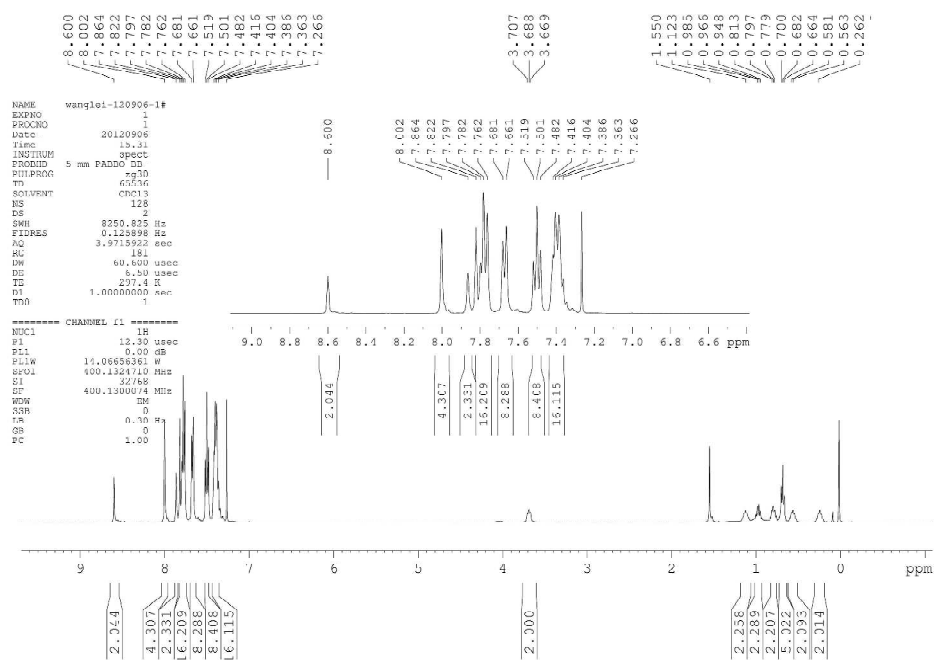 8.600
8.002
7.864
7.822
7.797
7.782
7.762
7.681
7.661
7.519
7.501
7.482
7.416
7.404
7.386
7.363
7.266
3.707
3.688
3.669
1.550
1.123
0.985
0.966
0.948
0.813
0.797
0.779
0.700
0.682
0.664
0.581
0.563
0.262
NAME wanglei-120906-1#
EXPNO 1
PROCNO 1
Date 20120906
Time 15.31
INSTRUM spect
PROBHD 5 mm PABBO BB
PULPROG zg30
TD 65536
SOLVENT CDCl3
NS 128
DS 2
SWH 8250.825 Hz
FIDRES 0.125898 Hz
AQ 3.9715922 sec
RG 181
DW 60.600 usec
DE 6.50 usec
TE 297.4 K
D1 1.00000000 sec
TD0 1
======== CHANNEL f1 ========
NUC1 1H
P1 12.30 usec
PL1 0.00 dB
PL1W 14.06656361 W
SFO1 400.1324710 MHz
SI 32768
SF 400.1300074 MHz
WDW EM
SSB 0
LB 0.30 Hz
GB 0
PC 1.00
8.600
8.002
7.864
7.822
7.797
7.782
7.762
7.681
7.661
7.519
7.501
7.482
7.416
7.404
7.386
7.363
7.266
9.0 8.8 8.6 8.4 8.2 8.0 7.8 7.6 7.4 7.2 7.0 6.8 6.6 ppm
2.044
4.307
2.331
16.209
8.288
8.408
16.115
9 8 7 6 5 4 3 2 1 0 ppm
2.044
4.307
2.331
16.209
8.288
8.408
16.115
2.000
2.258
2.289
2.207
5.022
2.093
2.014